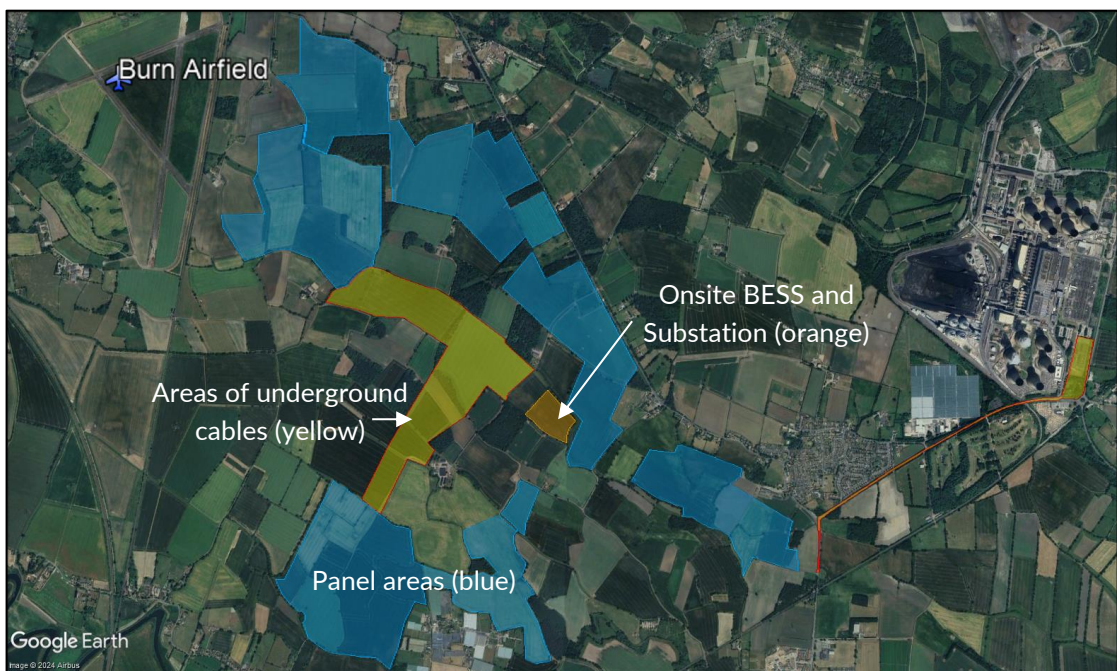 Burn Airfield
Onsite BESS and
Substation (orange)
Areas of underground
cables (yellow)
Panel areas (blue)
Google Earth
Image © 2024 Airbus